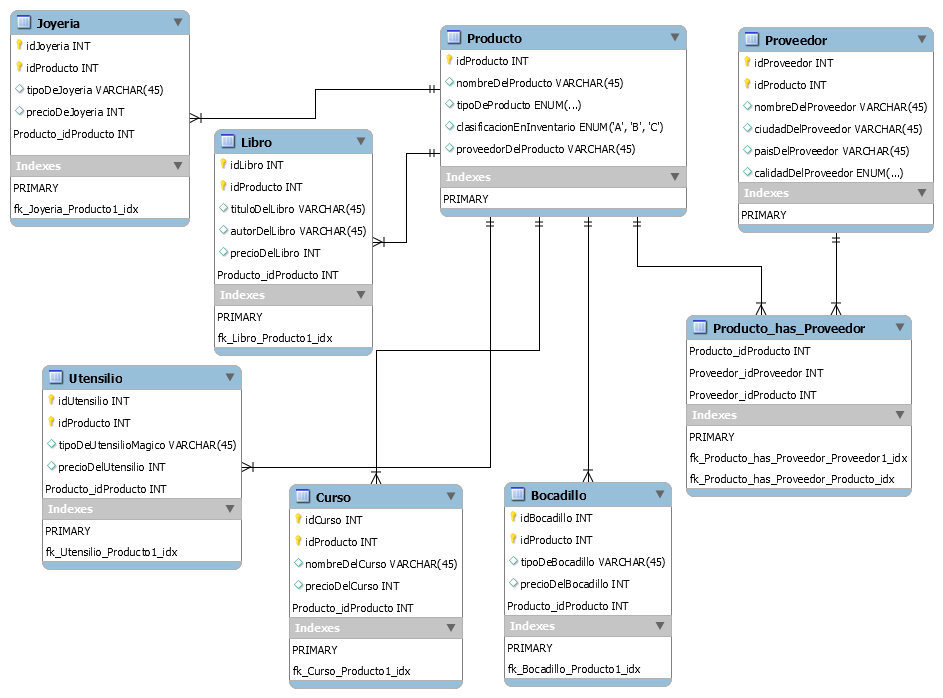 Joyeria
idJoyeria INT
idProducto INT
tipoDeJoyeria VARCHAR(45)
precioDeJoyeria INT
Producto_idProducto INT
Indexes
PRIMARY
fk_Joyeria_Producto1_idx
Libro
idLibro INT
idProducto INT
tituloDelLibro VARCHAR(45)
autorDelLibro VARCHAR(45)
precioDelLibro INT
Producto_idProducto INT
Indexes
PRIMARY
fk_Libro_Producto1_idx
Producto
idProducto INT
nombreDelProducto VARCHAR(45)
tipoDeProducto ENUM(...)
clasificacionEnInventario ENUM('A', 'B', 'C')
proveedorDelProducto VARCHAR(45)
Indexes
PRIMARY
Proveedor
idProveedor INT
idProducto INT
nombreDelProveedor VARCHAR(45)
ciudadDelProveedor VARCHAR(45)
paisDelProveedor VARCHAR(45)
calidadDelProveedor ENUM(...)
Indexes
PRIMARY
Producto_has_Proveedor
Producto_idProducto INT
Proveedor_idProveedor INT
Proveedor_idProducto INT
Indexes
PRIMARY
fk_Producto_has_Proveedor_Proveedor1_idx
fk_Producto_has_Proveedor_Producto_idx
Utensilio
idUtensilio INT
idProducto INT
tipoDeUtensilioMagico VARCHAR(45)
precioDelUtensilio INT
Producto_idProducto INT
Indexes
PRIMARY
fk_Utensilio_Producto1_idx
Curso
idCurso INT
idProducto INT
nombreDelCurso VARCHAR(45)
precioDelCurso INT
Producto_idProducto INT
Indexes
PRIMARY
fk_Curso_Producto1_idx
Bocadillo
idBocadillo INT
idProducto INT
tipoDeBocadillo VARCHAR(45)
precioDelBocadillo INT
Producto_idProducto INT
Indexes
PRIMARY
fk_Bocadillo_Producto1_idx